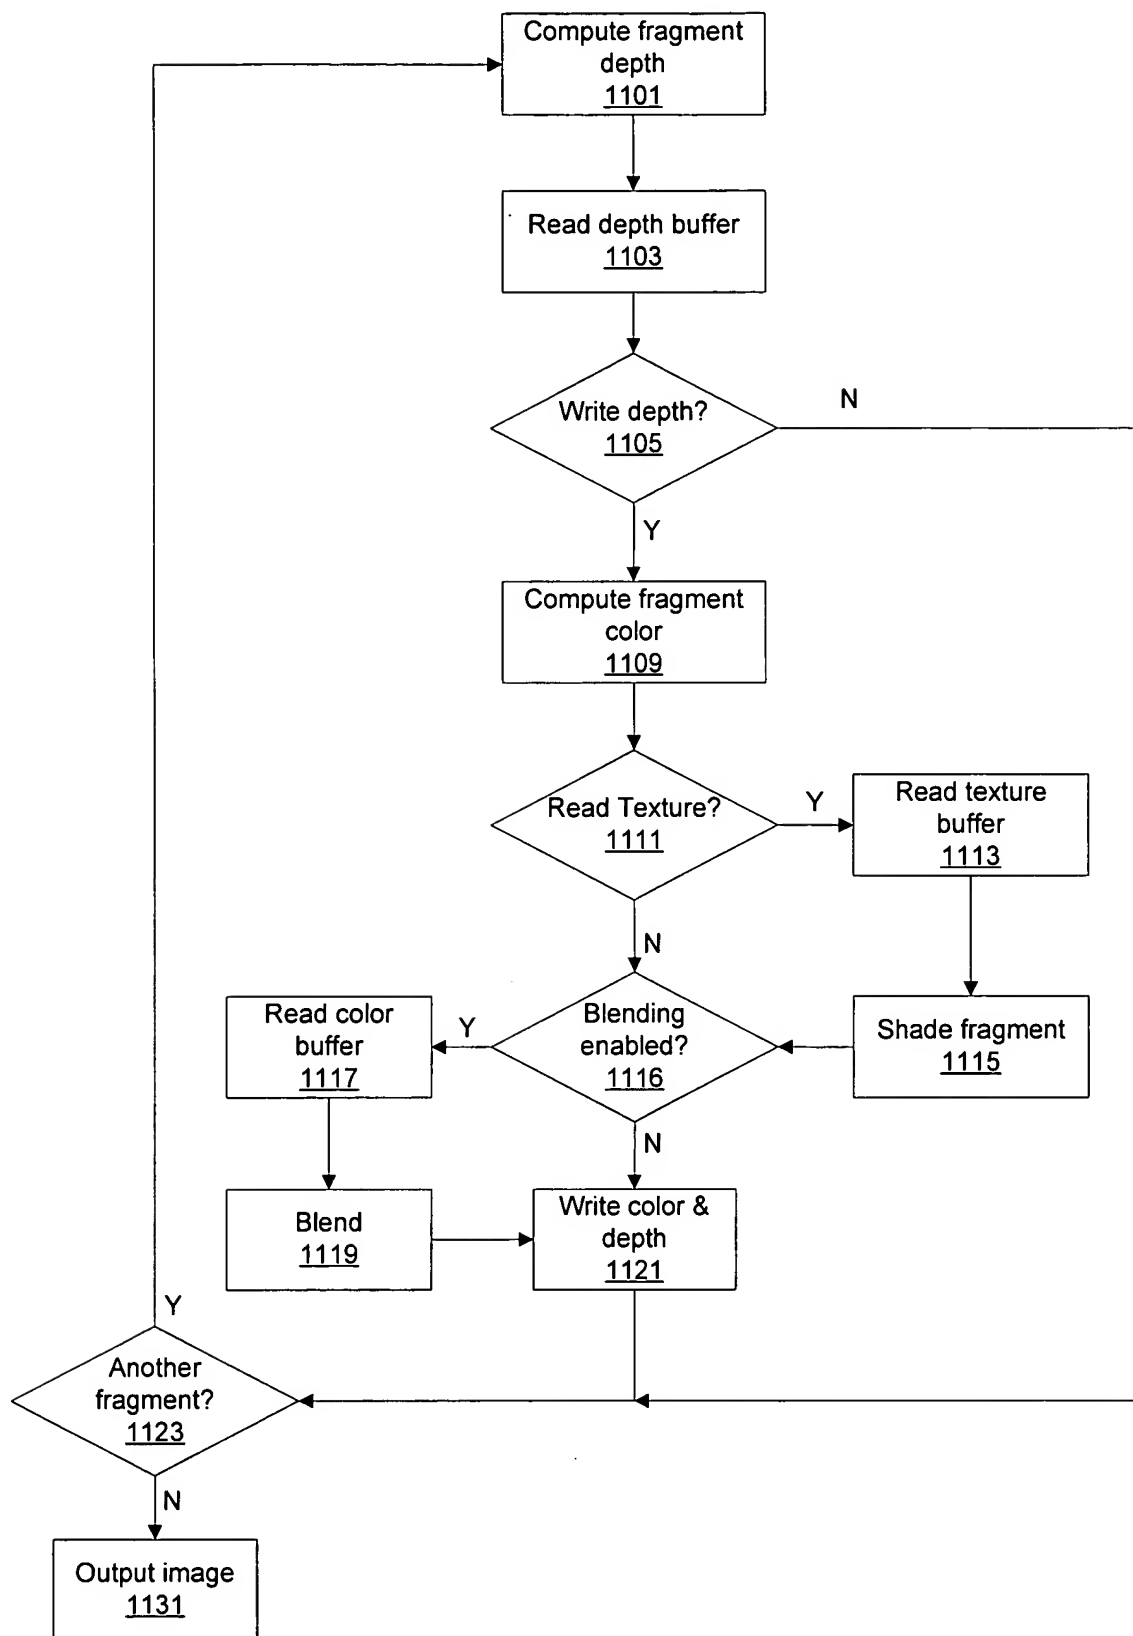 Compute fragment
depth
1101
Read depth buffer
1103
Write depth?
1105
N
Y
Compute fragment
color
1109
Read Texture?
1111
Y
Read texture
buffer
1113
N
Read color
buffer
1117
Y
Blending
enabled?
1116
Shade fragment
1115
N
Blend
1119
Write color &
depth
1121
Y
Another
fragment?
1123
N
Output image
1131